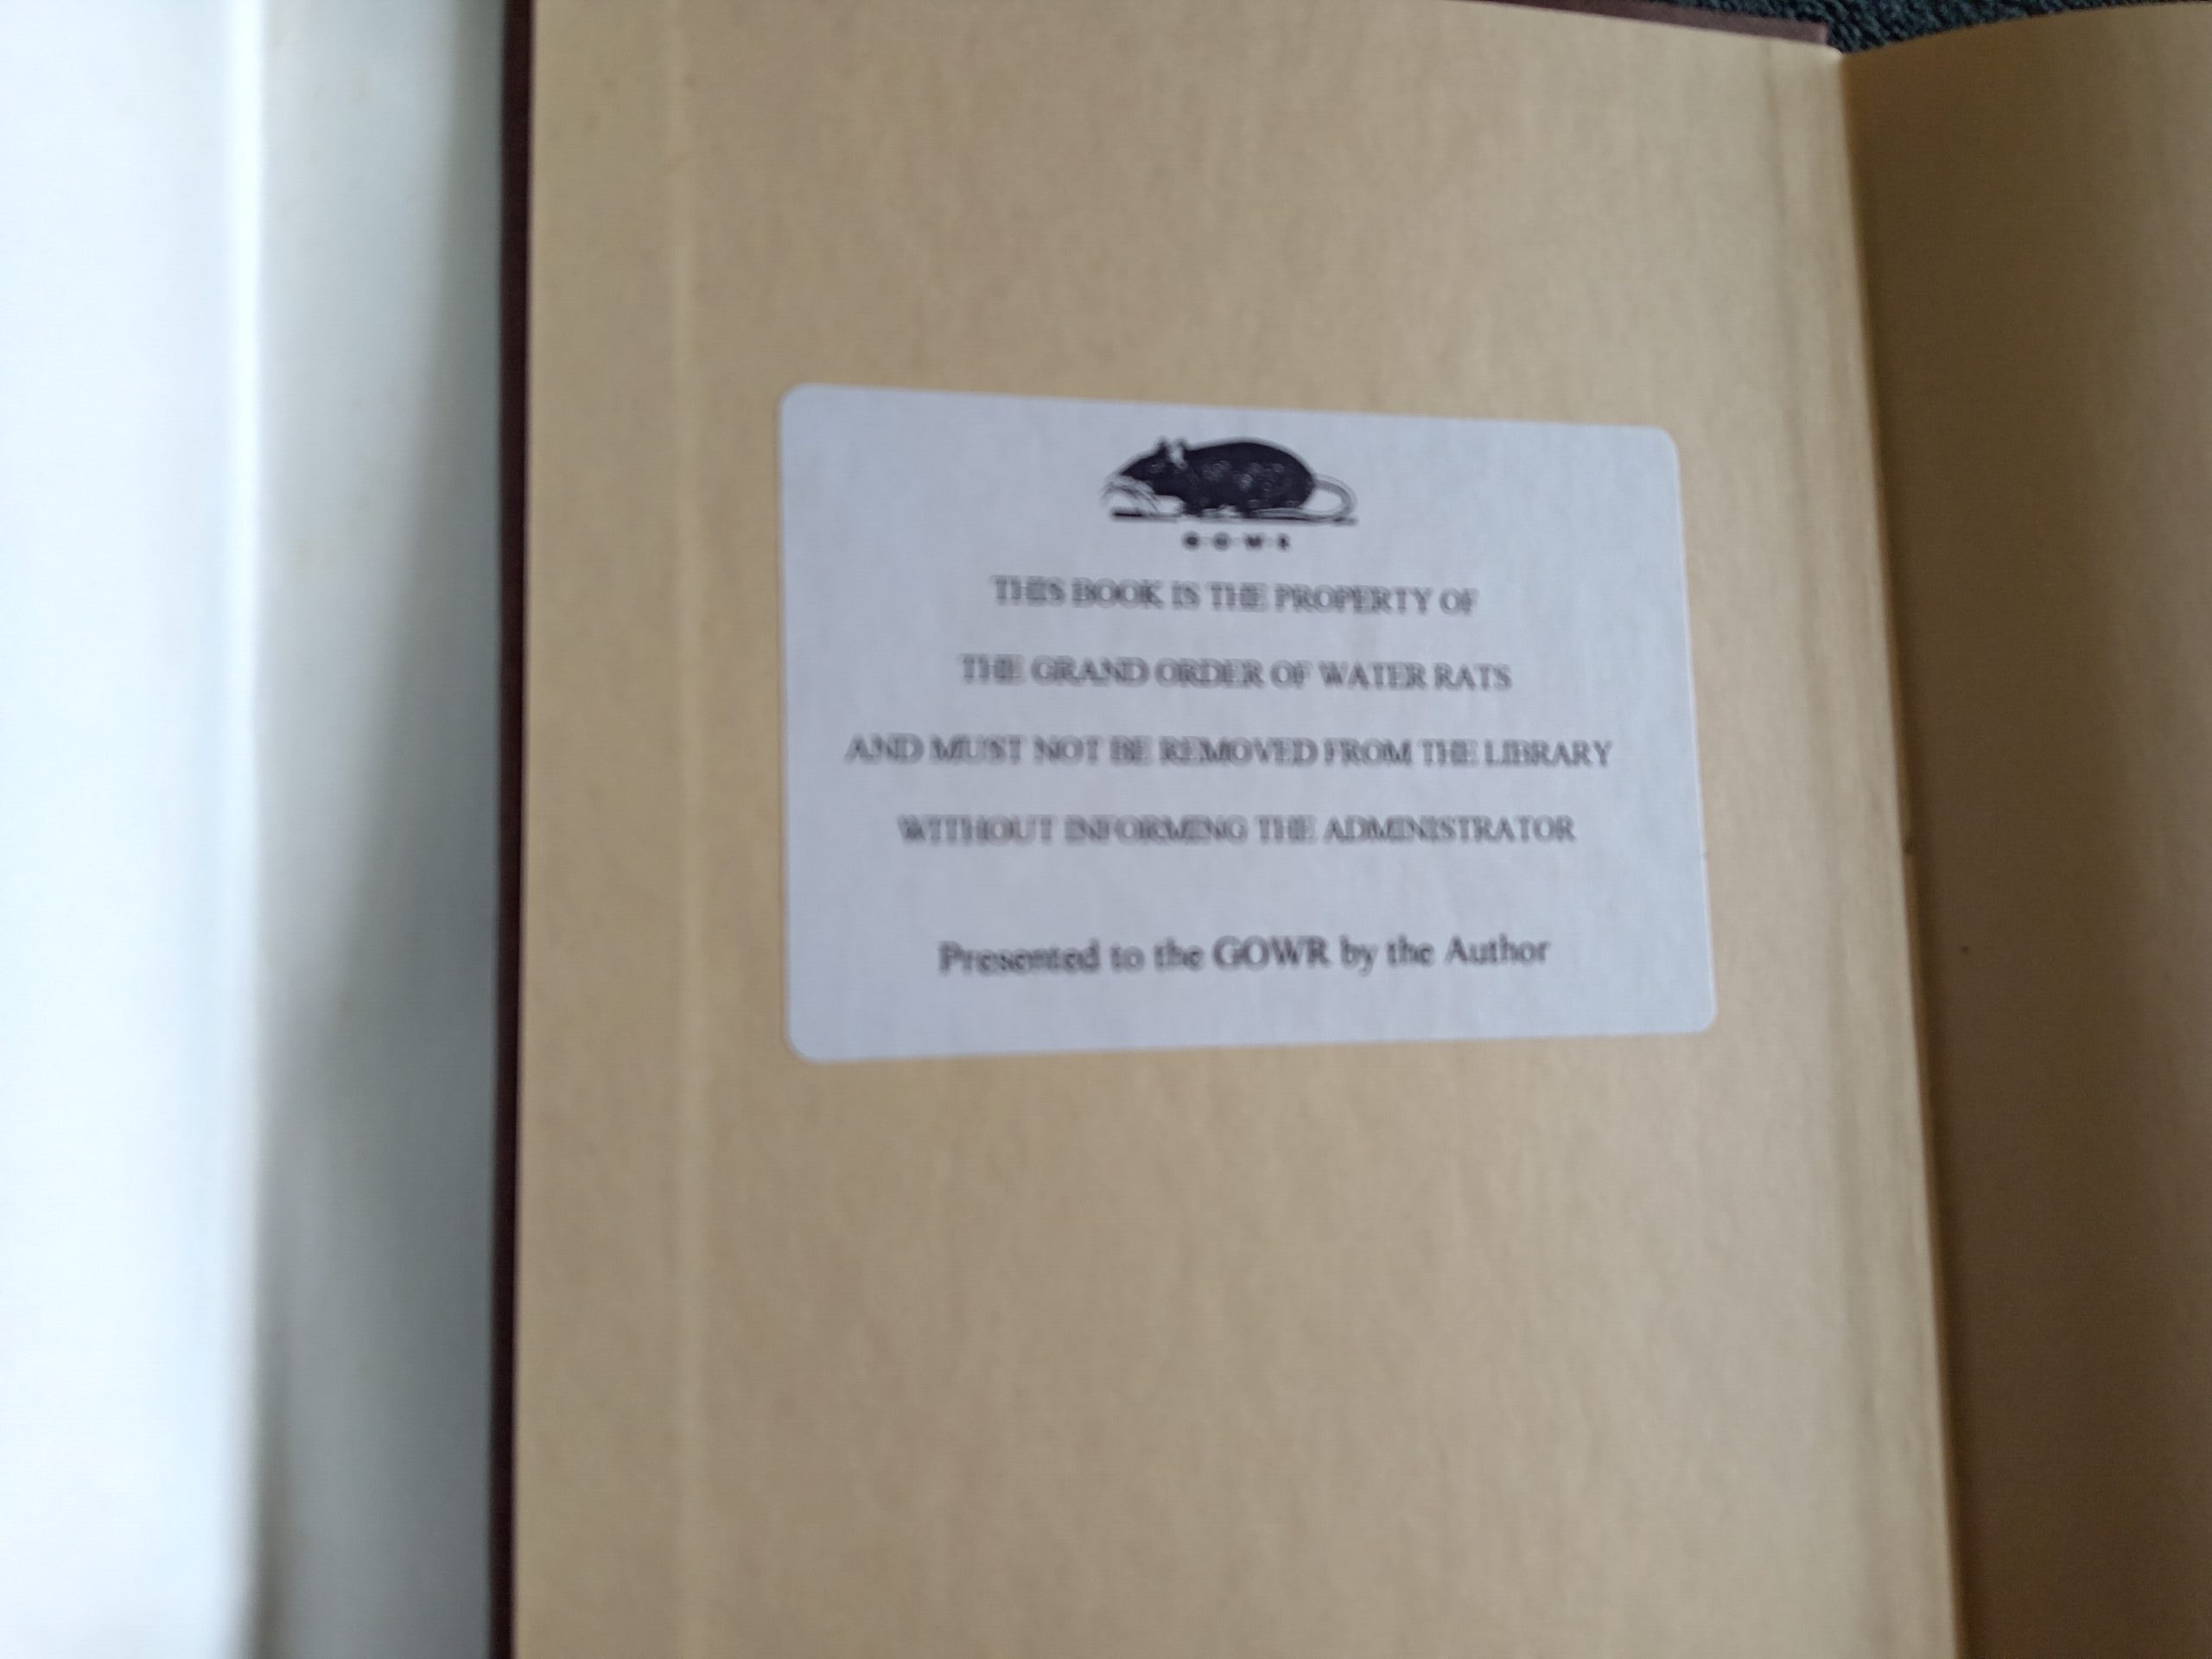 G·O·W·R
THIS BOOK IS THE PROPERTY OF
THE GRAND ORDER OF WATER RATS
AND MUST NOT BE REMOVED FROM THE LIBRARY
WITHOUT INFORMING THE ADMINISTRATOR
Presented to the GOWR by the Author